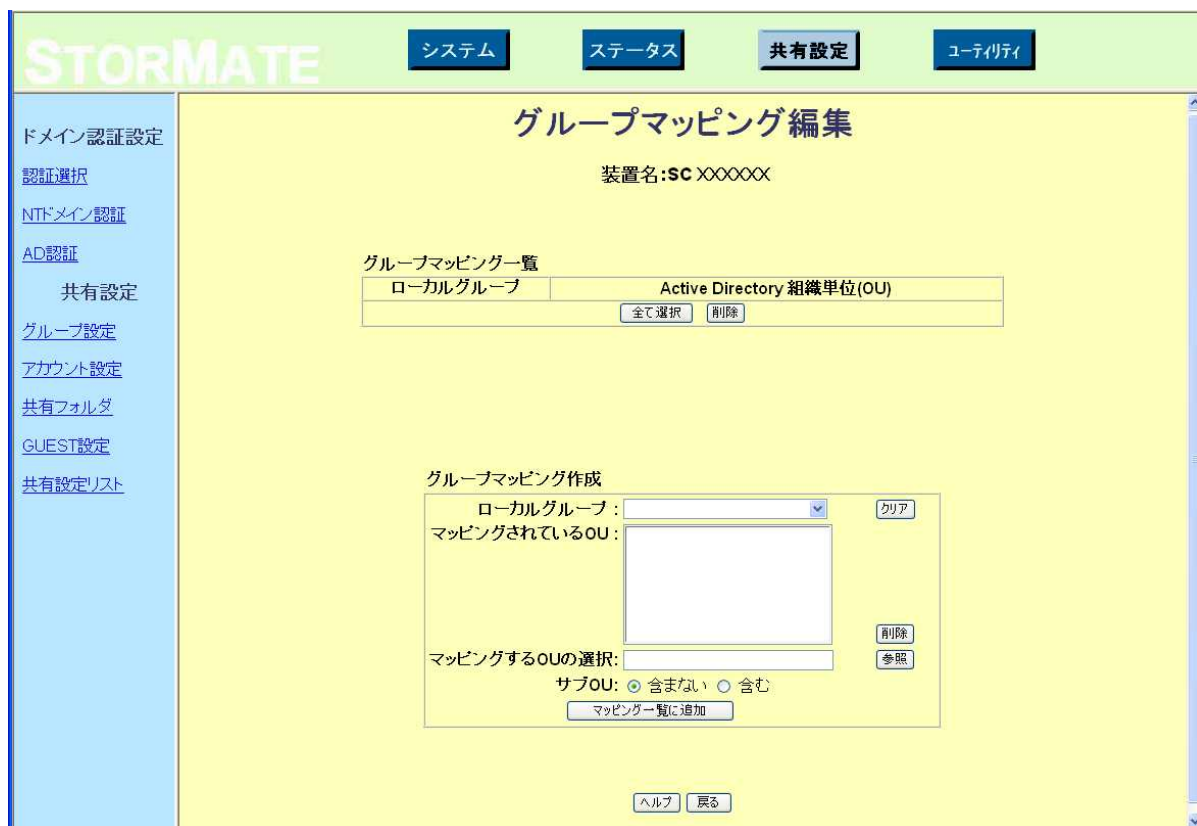 STORMATE
システム
ステータス
共有設定
ユーティリティ
ドメイン認証設定
認証選択
NTドメイン認証
AD認証
共有設定
グループ設定
アカウント設定
共有フォルダ
GUEST設定
共有設定リスト
グループマッピング編集
装置名:SC XXXXXX
グループマッピング一覧
ローカルグループ Active Directory 組織単位(OU)
全て選択 削除
グループマッピング作成
ローカルグループ : クリア
マッピングされているOU :
削除
マッピングするOUの選択: 参照
サブOU: 含まない 含む
マッピング一覧に追加
ヘルプ 戻る